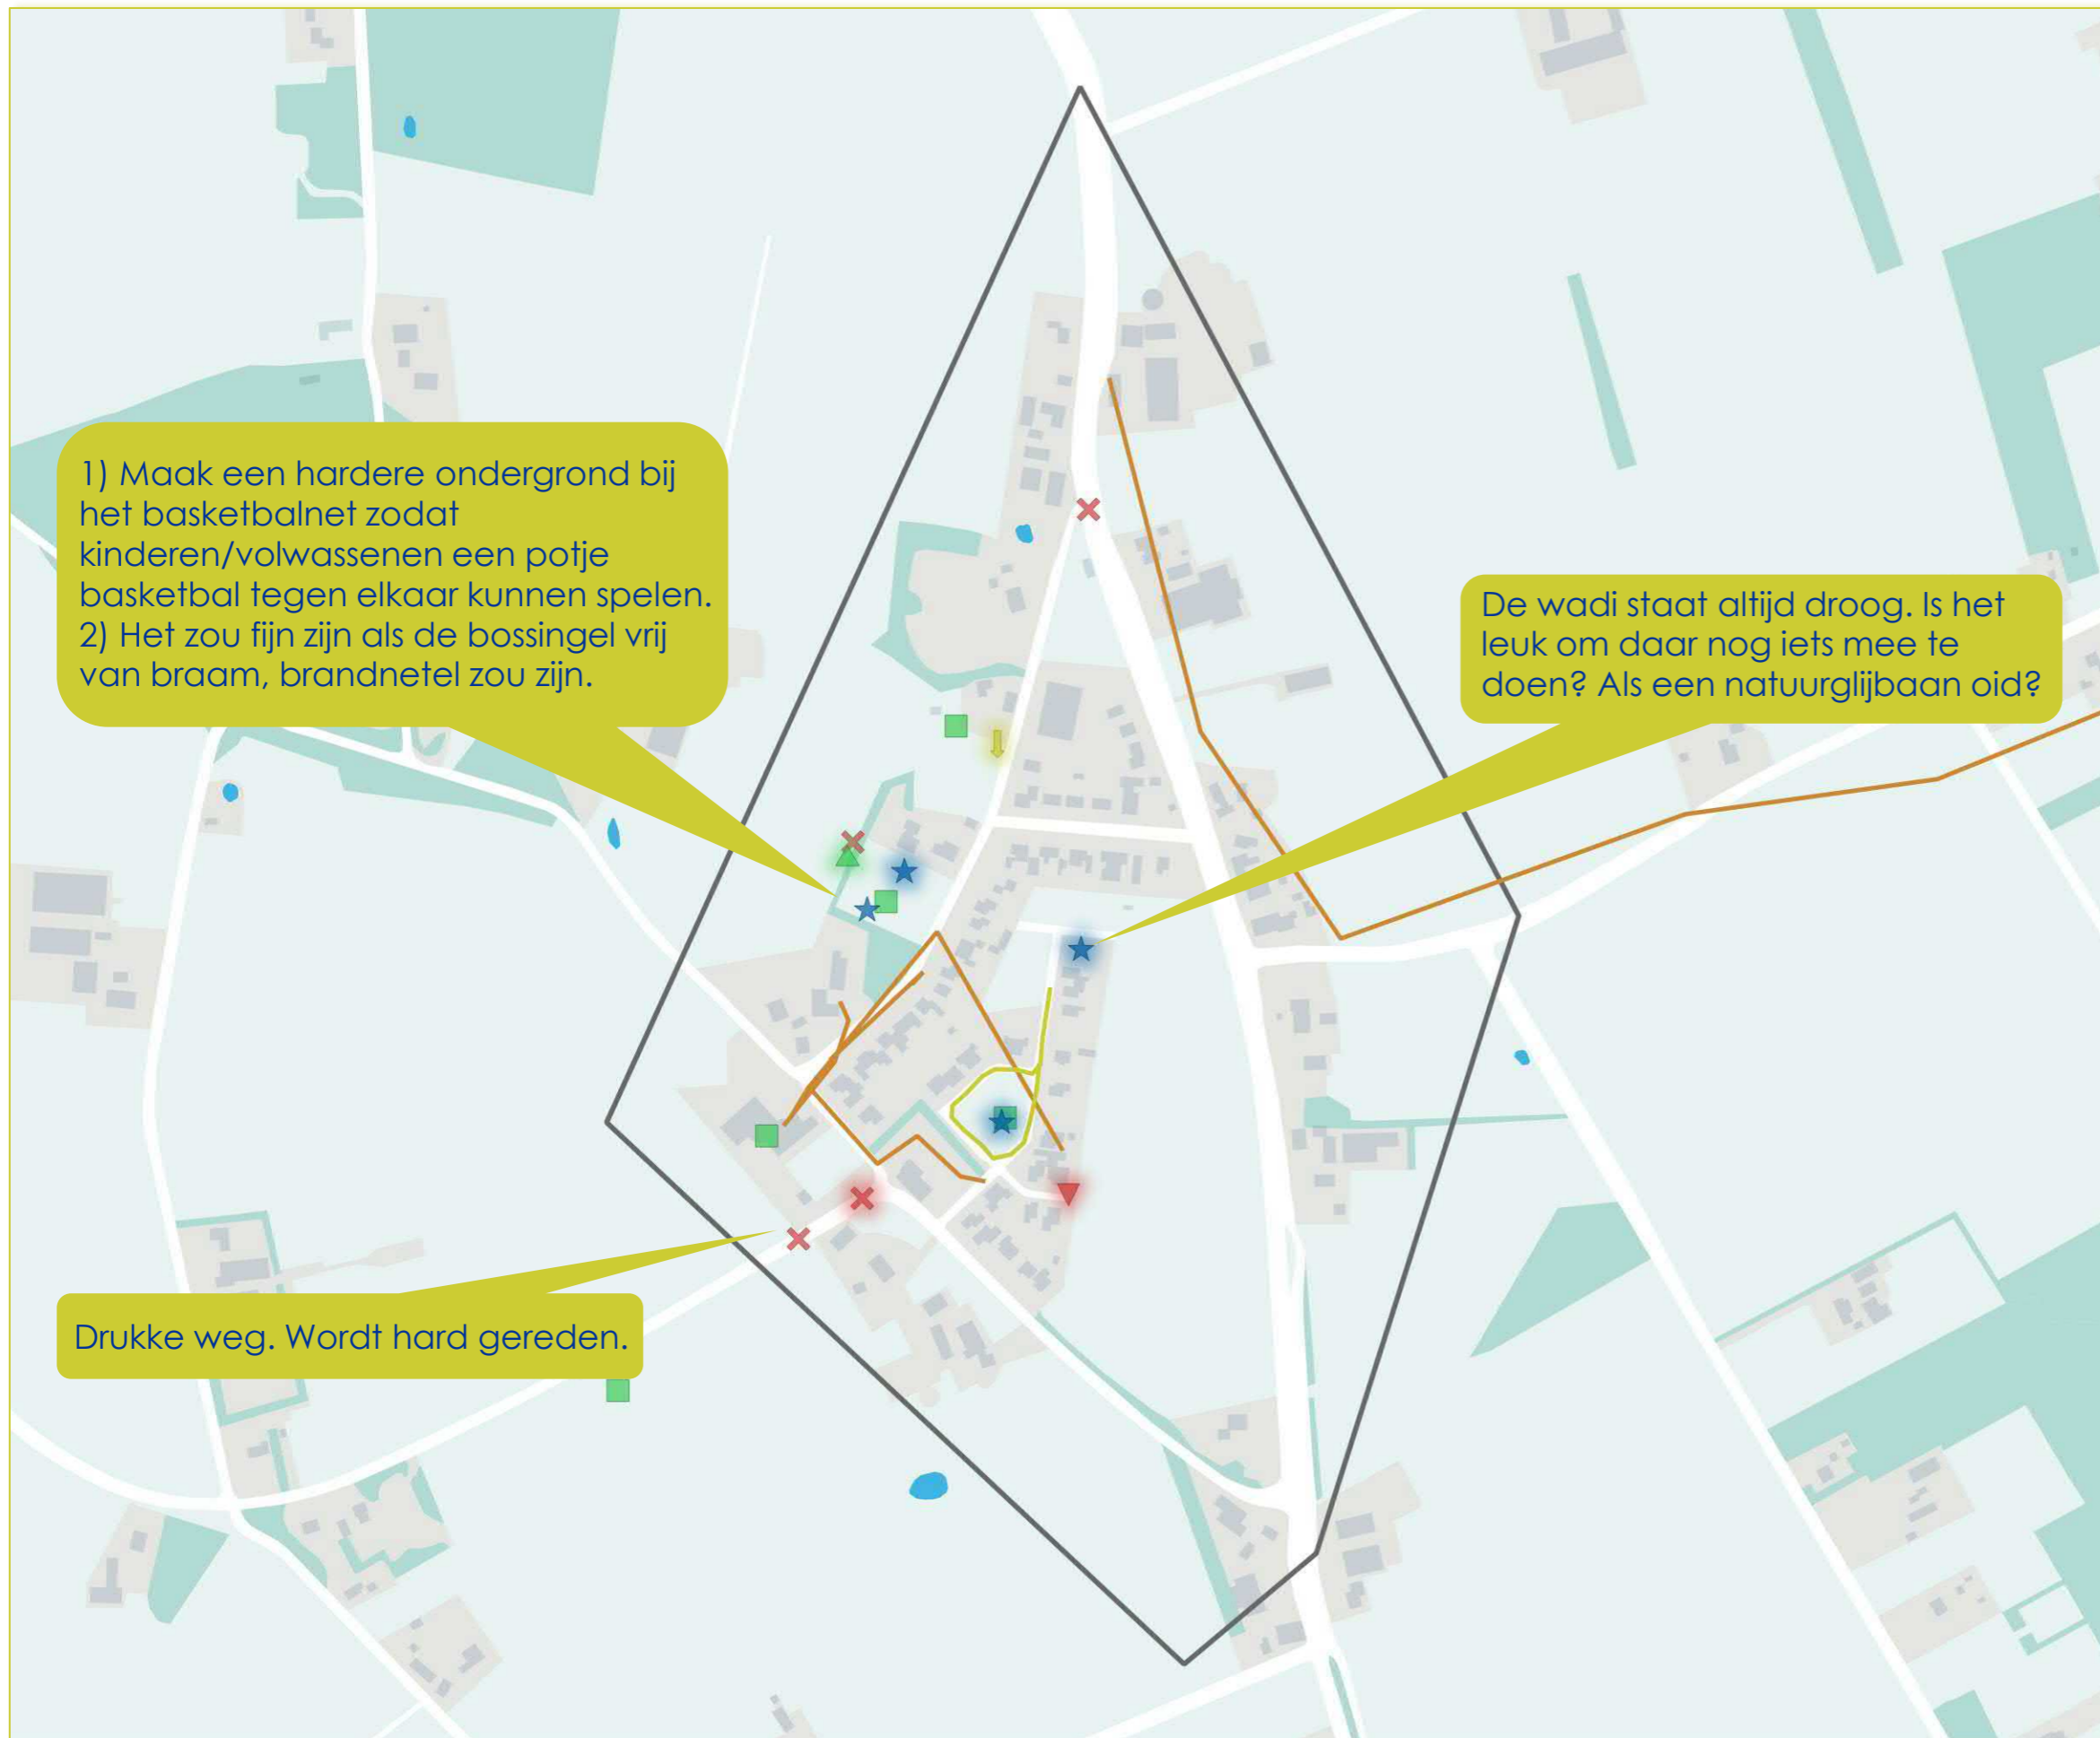 1) Maak een hardere ondergrond bij
het basketbalnet zodat
kinderen/volwassenen een potje
basketbal tegen elkaar kunnen spelen.
2) Het zou fijn zijn als de bossingel vrij
van braam, brandnetel zou zijn.
De wadi staat altijd droog. Is het
leuk om daar nog iets mee te
doen? Als een natuurglijbaan oid?
Drukke weg. Wordt hard gereden.